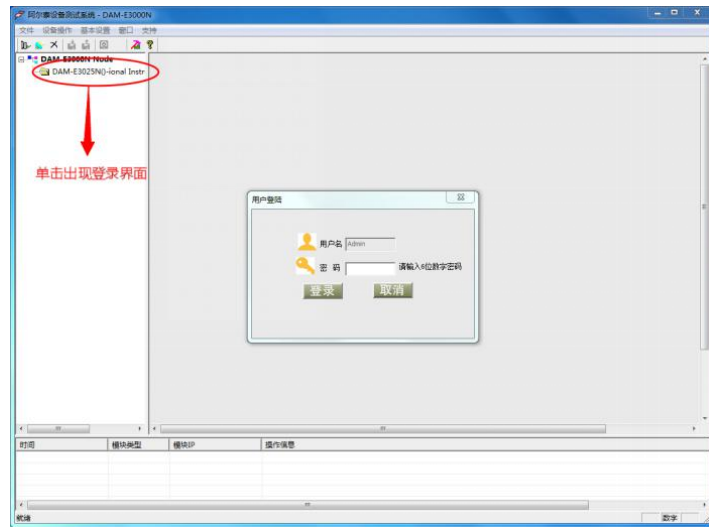 阿尔泰设备测试系统 - DAM-E3000N
文件 设备操作 基本设置 窗口 支持
DAM-E3000N Node
DAM-E3025N()-ional Instr
单击出现登录界面
用户登陆
用户名 Admin
密 码 请输入6位数字密码
登录 取消
时间 模块类型 模块IP 操作信息
就绪 数字